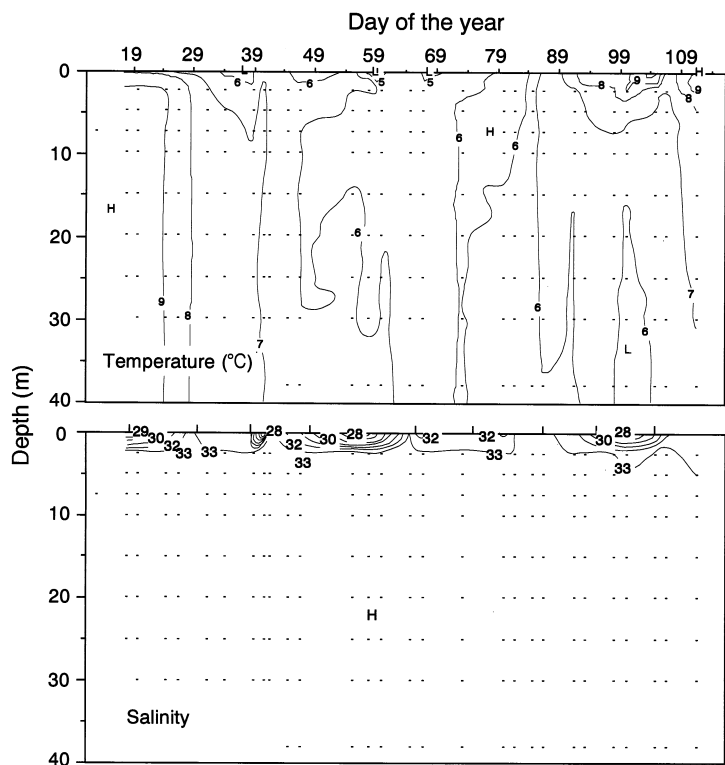 Day of the year
19 29 39 49 59 69 79 89 99 109
0 6 6 5 5 8 9 8 9 H
10 6 H 6
H
20 6
30 9 8 7 6 6 7
L
Temperature (°C)
40
Depth (m)
0 29 30 32 33 33 28 32 33 30 28 32 32 33 30 28 33
10
20
H
30
Salinity
40